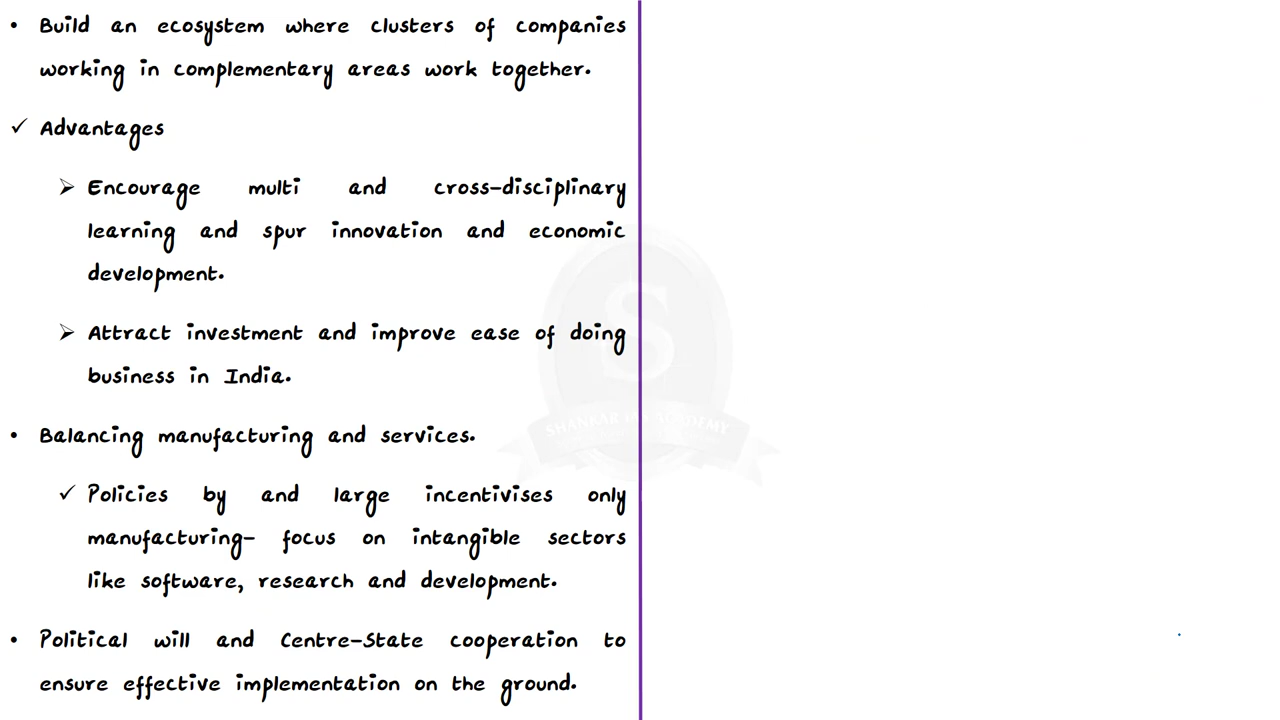 • Build an ecosystem where clusters of companies
working in complementary areas work together.
✓ Advantages
➢ Encourage multi and cross-disciplinary
learning and spur innovation and economic
development.
➢ Attract investment and improve ease of doing
business in India.
• Balancing manufacturing and services.
✓ Policies by and large incentivises only
manufacturing- focus on intangible sectors
like software, research and development.
• Political will and Centre-State cooperation to
ensure effective implementation on the ground.
S
SHANKAR IAS ACADEMY